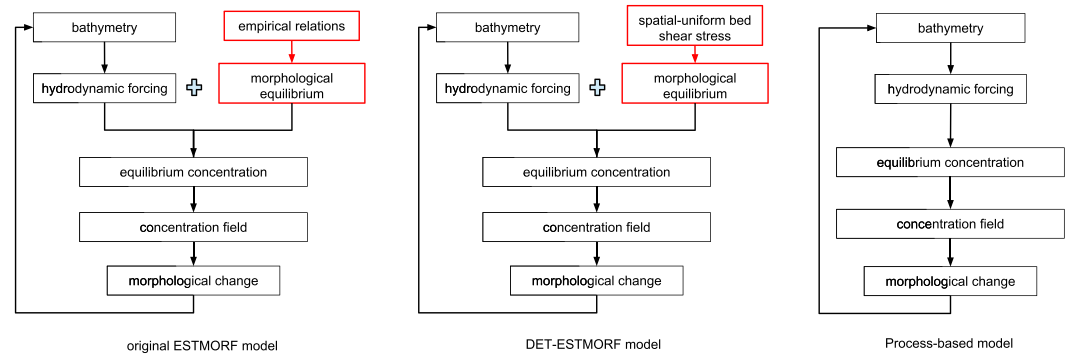 bathymetry
empirical relations
hydrodynamic forcing
morphological
equilibrium
equilibrium concentration
concentration field
morphological change
original ESTMORF model
bathymetry
spatial-uniform bed
shear stress
hydrodynamic forcing
morphological
equilibrium
equilibrium concentration
concentration field
morphological change
DET-ESTMORF model
bathymetry
hydrodynamic forcing
equilibrium concentration
concentration field
morphological change
Process-based model